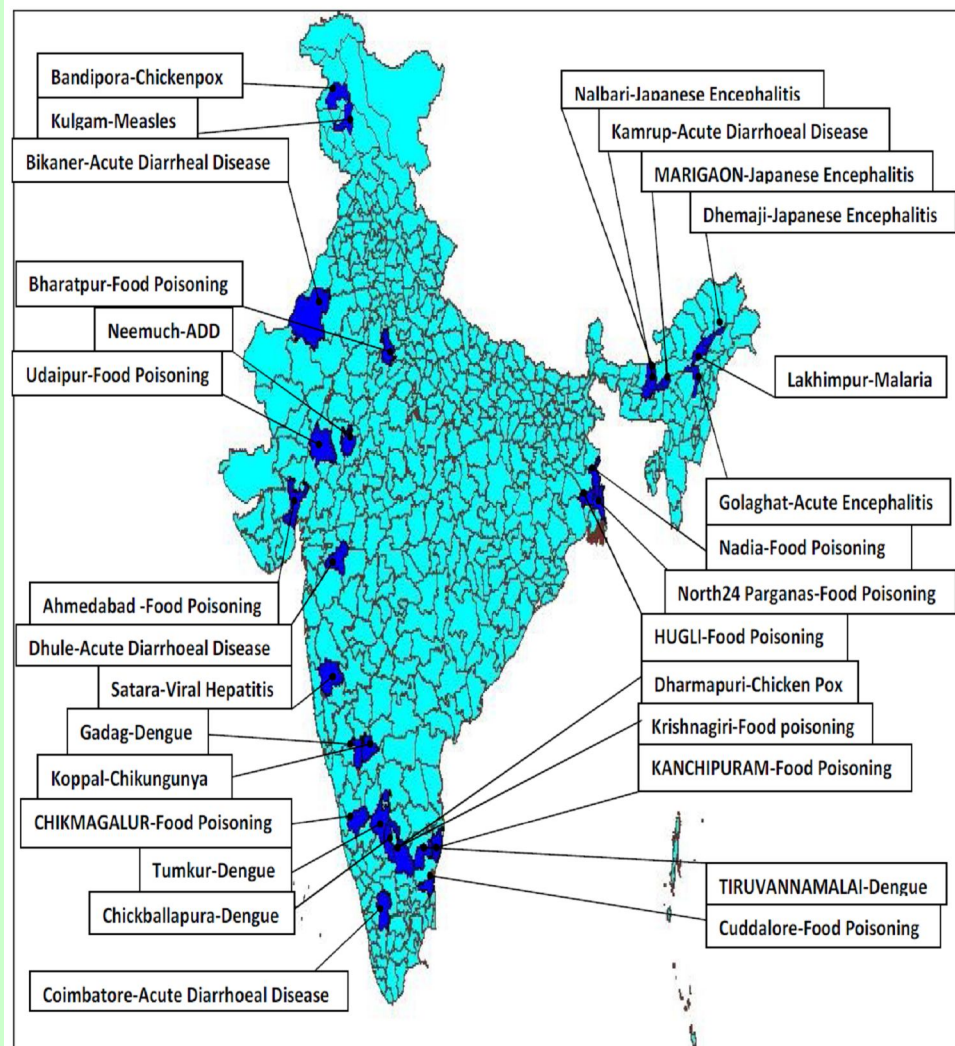 Bandipora-Chickenpox
Kulgam-Measles
Bikaner-Acute Diarrheal Disease
Bharatpur-Food Poisoning
Neemuch-ADD
Udaipur-Food Poisoning
Ahmedabad -Food Poisoning
Dhule-Acute Diarrhoeal Disease
Satara-Viral Hepatitis
Gadag-Dengue
Koppal-Chikungunya
CHIKMAGALUR-Food Poisoning
Tumkur-Dengue
Chickballapura-Dengue
Coimbatore-Acute Diarrhoeal Disease
Nalbari-Japanese Encephalitis
Kamrup-Acute Diarrhoeal Disease
MARIGAON-Japanese Encephalitis
Dhemaji-Japanese Encephalitis
Lakhimpur-Malaria
Golaghat-Acute Encephalitis
Nadia-Food Poisoning
North24 Parganas-Food Poisoning
HUGLI-Food Poisoning
Dharmapuri-Chicken Pox
Krishnagiri-Food poisoning
KANCHIPURAM-Food Poisoning
TIRUVANNAMALAI-Dengue
Cuddalore-Food Poisoning